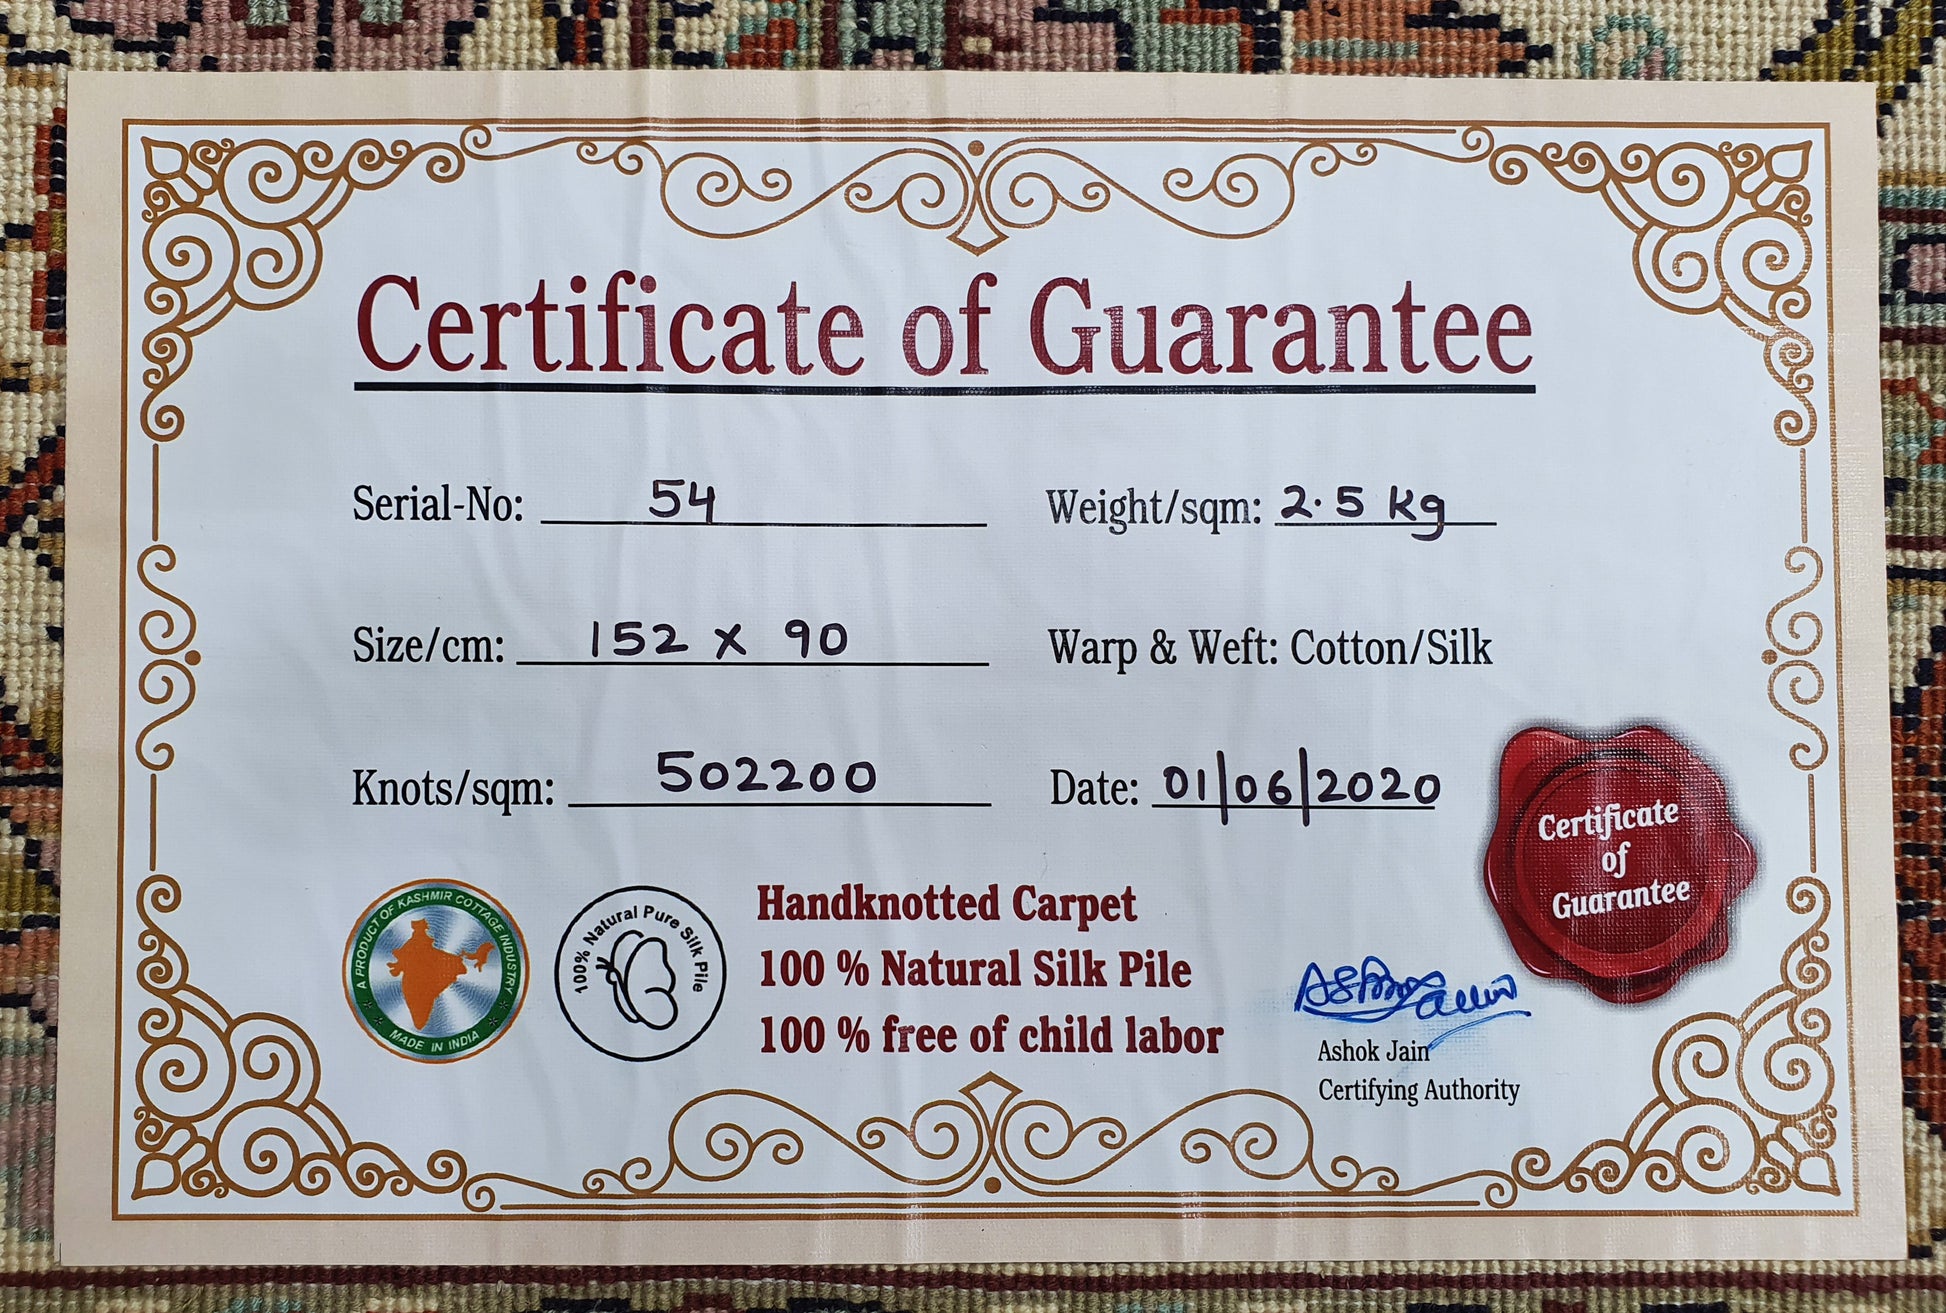 Certificate of Guarantee
Serial-No: 54
Weight/sqm: 2.5 kg
Size/cm: 152 x 90
Warp & Weft: Cotton/Silk
Knots/sqm: 502200
Date: 01/06/2020
Certificate
of
Guarantee
A PRODUCT OF KASHMIR COTTAGE INDUSTRY
MADE IN INDIA
100% Natural Pure Silk Pile
Handknotted Carpet
100 % Natural Silk Pile
100 % free of child labor
Ashok Jain
Certifying Authority